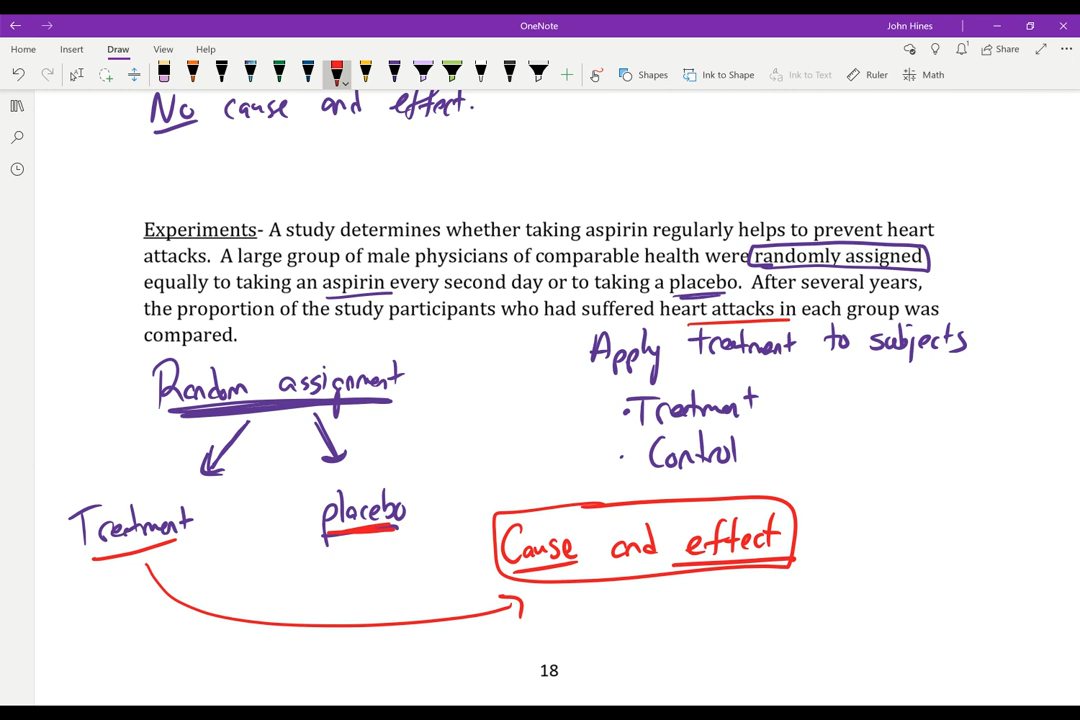 OneNote
John Hines
Home Insert Draw View Help
Share
Shapes
Ink to Shape
Ink to Text
Ruler
Math
No cause and effect.
Experiments- A study determines whether taking aspirin regularly helps to prevent heart
attacks. A large group of male physicians of comparable health were randomly assigned
equally to taking an aspirin every second day or to taking a placebo. After several years,
the proportion of the study participants who had suffered heart attacks in each group was
compared.
Apply treatment to subjects
Random assignment
• Treatment
• Control
Treatment
placebo
Cause and effect
18